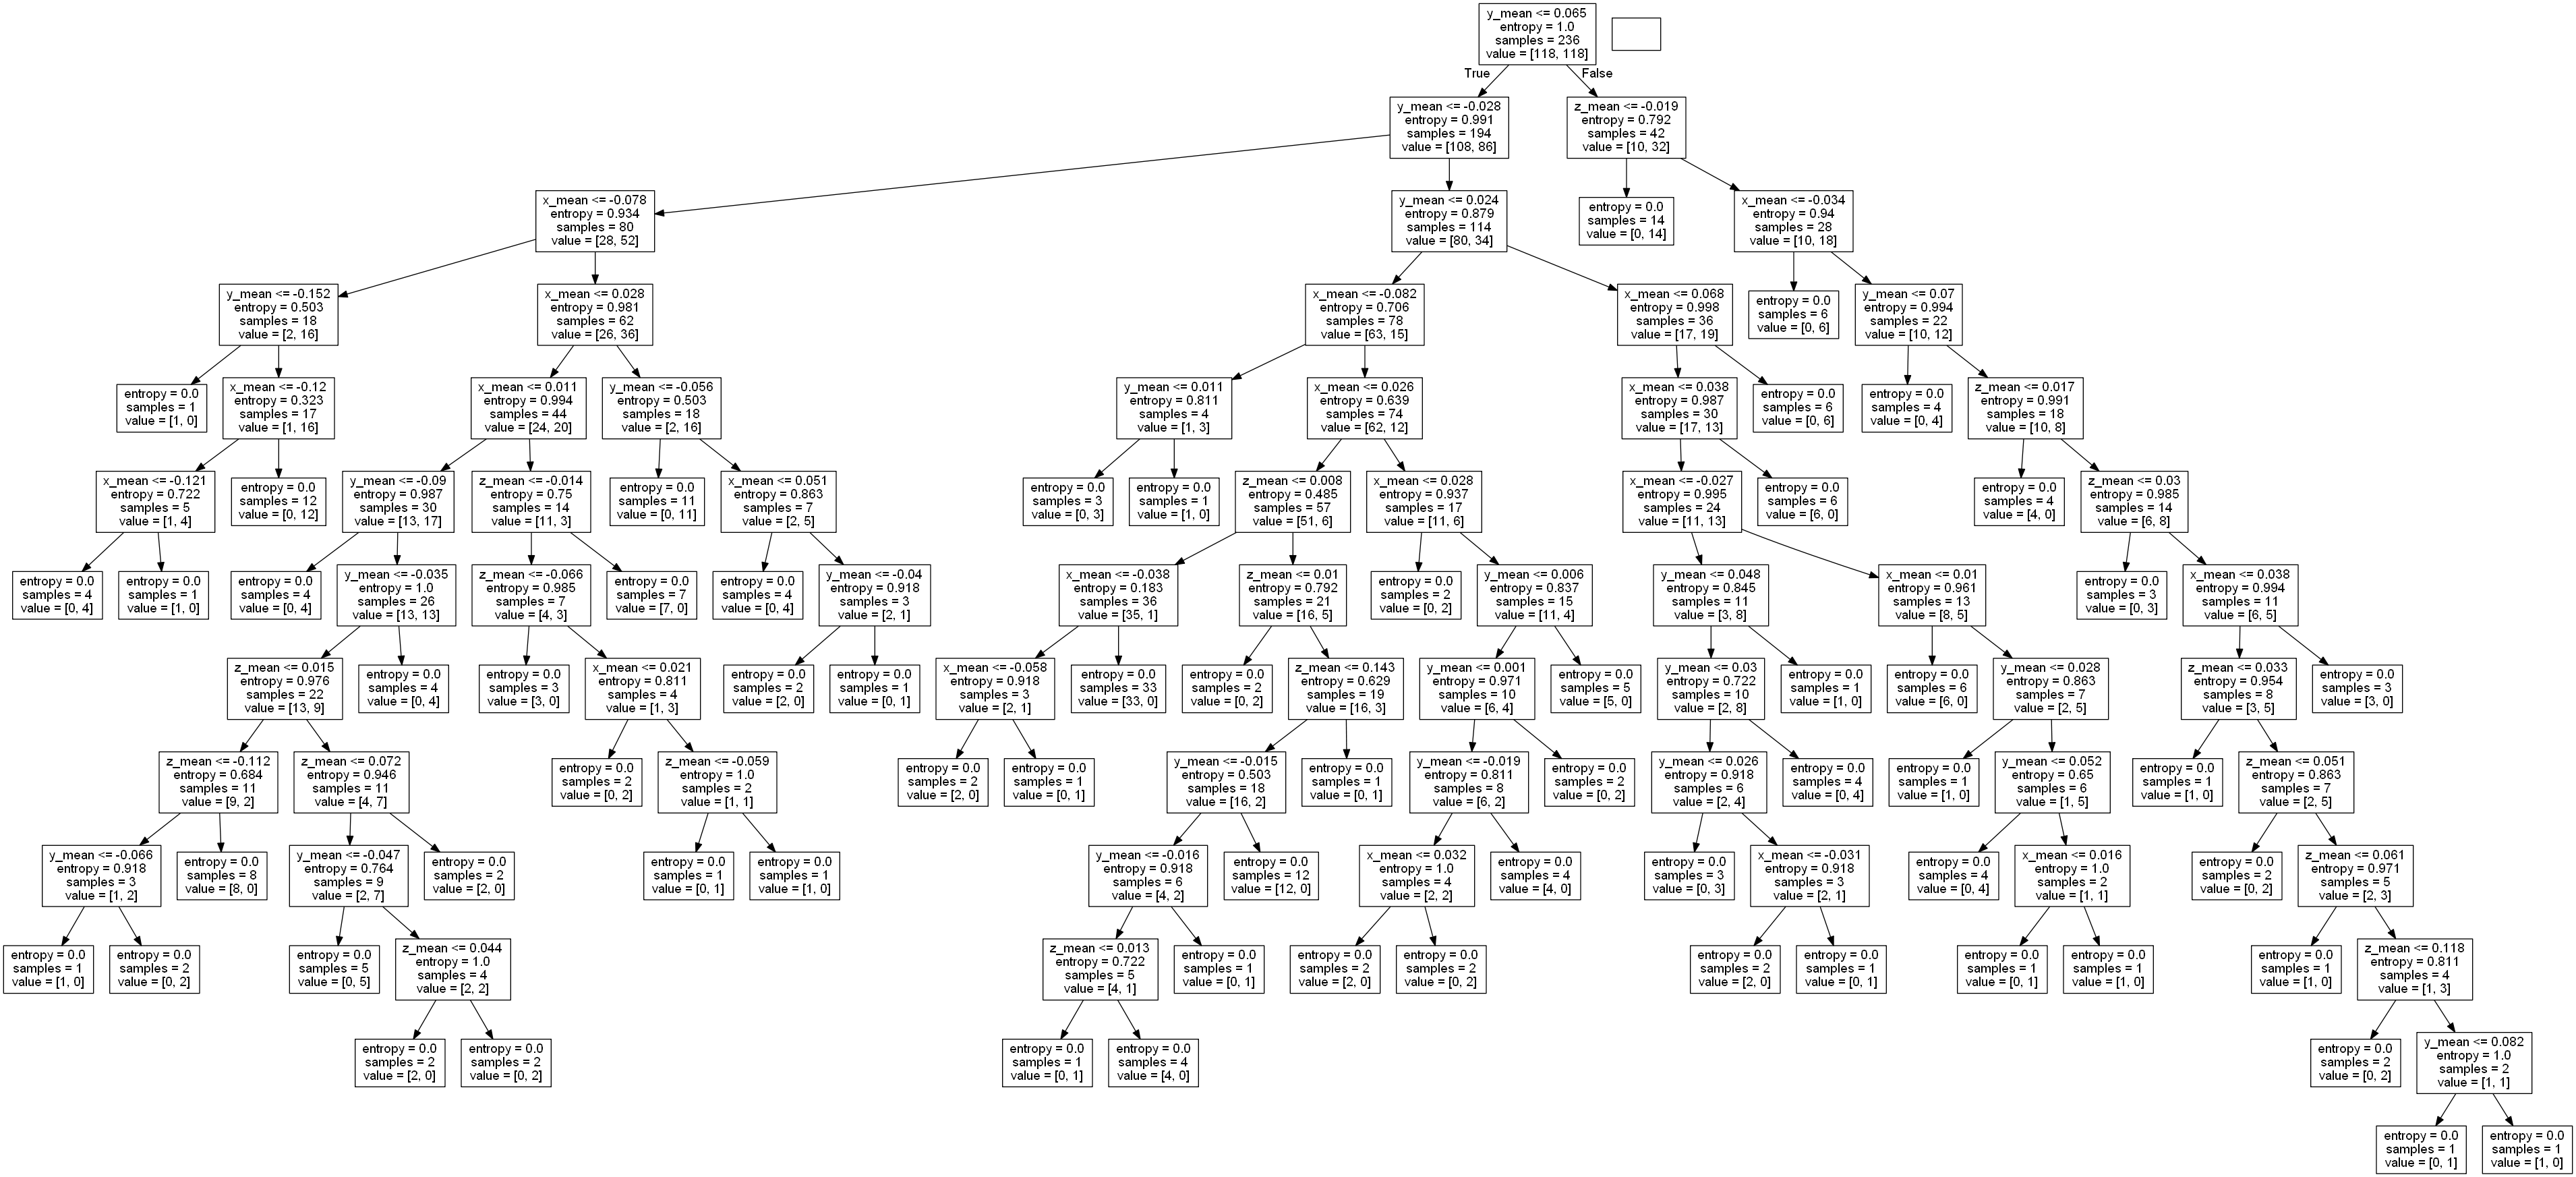 y_mean <= 0.065
entropy = 1.0
samples = 236
value = [118, 118]
True
False
y_mean <= -0.028
entropy = 0.991
samples = 194
value = [108, 86]
z_mean <= -0.019
entropy = 0.792
samples = 42
value = [10, 32]
x_mean <= -0.078
entropy = 0.934
samples = 80
value = [28, 52]
y_mean <= 0.024
entropy = 0.879
samples = 114
value = [80, 34]
entropy = 0.0
samples = 14
value = [0, 14]
x_mean <= -0.034
entropy = 0.94
samples = 28
value = [10, 18]
y_mean <= -0.152
entropy = 0.503
samples = 18
value = [2, 16]
x_mean <= 0.028
entropy = 0.981
samples = 62
value = [26, 36]
x_mean <= -0.082
entropy = 0.706
samples = 78
value = [63, 15]
x_mean <= 0.068
entropy = 0.998
samples = 36
value = [17, 19]
entropy = 0.0
samples = 6
value = [0, 6]
y_mean <= 0.07
entropy = 0.994
samples = 22
value = [10, 12]
entropy = 0.0
samples = 1
value = [1, 0]
x_mean <= -0.12
entropy = 0.323
samples = 17
value = [1, 16]
x_mean <= 0.011
entropy = 0.994
samples = 44
value = [24, 20]
y_mean <= -0.056
entropy = 0.503
samples = 18
value = [2, 16]
y_mean <= 0.011
entropy = 0.811
samples = 4
value = [1, 3]
x_mean <= 0.026
entropy = 0.639
samples = 74
value = [62, 12]
x_mean <= 0.038
entropy = 0.987
samples = 30
value = [17, 13]
entropy = 0.0
samples = 6
value = [0, 6]
entropy = 0.0
samples = 4
value = [0, 4]
z_mean <= 0.017
entropy = 0.991
samples = 18
value = [10, 8]
x_mean <= -0.121
entropy = 0.722
samples = 5
value = [1, 4]
entropy = 0.0
samples = 12
value = [0, 12]
y_mean <= -0.09
entropy = 0.987
samples = 30
value = [13, 17]
z_mean <= -0.014
entropy = 0.75
samples = 14
value = [11, 3]
entropy = 0.0
samples = 11
value = [0, 11]
x_mean <= 0.051
entropy = 0.863
samples = 7
value = [2, 5]
entropy = 0.0
samples = 3
value = [0, 3]
entropy = 0.0
samples = 1
value = [1, 0]
z_mean <= 0.008
entropy = 0.485
samples = 57
value = [51, 6]
x_mean <= 0.028
entropy = 0.937
samples = 17
value = [11, 6]
x_mean <= -0.027
entropy = 0.995
samples = 24
value = [11, 13]
entropy = 0.0
samples = 6
value = [6, 0]
entropy = 0.0
samples = 4
value = [4, 0]
z_mean <= 0.03
entropy = 0.985
samples = 14
value = [6, 8]
entropy = 0.0
samples = 4
value = [0, 4]
entropy = 0.0
samples = 1
value = [1, 0]
entropy = 0.0
samples = 4
value = [0, 4]
y_mean <= -0.035
entropy = 1.0
samples = 26
value = [13, 13]
z_mean <= -0.066
entropy = 0.985
samples = 7
value = [4, 3]
entropy = 0.0
samples = 7
value = [7, 0]
entropy = 0.0
samples = 4
value = [0, 4]
y_mean <= -0.04
entropy = 0.918
samples = 3
value = [2, 1]
x_mean <= -0.038
entropy = 0.183
samples = 36
value = [35, 1]
z_mean <= 0.01
entropy = 0.792
samples = 21
value = [16, 5]
entropy = 0.0
samples = 2
value = [0, 2]
y_mean <= 0.006
entropy = 0.837
samples = 15
value = [11, 4]
y_mean <= 0.048
entropy = 0.845
samples = 11
value = [3, 8]
x_mean <= 0.01
entropy = 0.961
samples = 13
value = [8, 5]
entropy = 0.0
samples = 3
value = [0, 3]
x_mean <= 0.038
entropy = 0.994
samples = 11
value = [6, 5]
z_mean <= 0.015
entropy = 0.976
samples = 22
value = [13, 9]
entropy = 0.0
samples = 4
value = [0, 4]
entropy = 0.0
samples = 3
value = [3, 0]
x_mean <= 0.021
entropy = 0.811
samples = 4
value = [1, 3]
entropy = 0.0
samples = 2
value = [2, 0]
entropy = 0.0
samples = 1
value = [0, 1]
x_mean <= -0.058
entropy = 0.918
samples = 3
value = [2, 1]
entropy = 0.0
samples = 33
value = [33, 0]
entropy = 0.0
samples = 2
value = [0, 2]
z_mean <= 0.143
entropy = 0.629
samples = 19
value = [16, 3]
y_mean <= 0.001
entropy = 0.971
samples = 10
value = [6, 4]
entropy = 0.0
samples = 5
value = [5, 0]
y_mean <= 0.03
entropy = 0.722
samples = 10
value = [2, 8]
entropy = 0.0
samples = 1
value = [1, 0]
entropy = 0.0
samples = 6
value = [6, 0]
y_mean <= 0.028
entropy = 0.863
samples = 7
value = [2, 5]
z_mean <= 0.033
entropy = 0.954
samples = 8
value = [3, 5]
entropy = 0.0
samples = 3
value = [3, 0]
z_mean <= -0.112
entropy = 0.684
samples = 11
value = [9, 2]
z_mean <= 0.072
entropy = 0.946
samples = 11
value = [4, 7]
entropy = 0.0
samples = 2
value = [0, 2]
z_mean <= -0.059
entropy = 1.0
samples = 2
value = [1, 1]
entropy = 0.0
samples = 2
value = [2, 0]
entropy = 0.0
samples = 1
value = [0, 1]
y_mean <= -0.015
entropy = 0.503
samples = 18
value = [16, 2]
entropy = 0.0
samples = 1
value = [0, 1]
y_mean <= -0.019
entropy = 0.811
samples = 8
value = [6, 2]
entropy = 0.0
samples = 2
value = [0, 2]
y_mean <= 0.026
entropy = 0.918
samples = 6
value = [2, 4]
entropy = 0.0
samples = 4
value = [0, 4]
entropy = 0.0
samples = 1
value = [1, 0]
y_mean <= 0.052
entropy = 0.65
samples = 6
value = [1, 5]
entropy = 0.0
samples = 1
value = [1, 0]
z_mean <= 0.051
entropy = 0.863
samples = 7
value = [2, 5]
y_mean <= -0.066
entropy = 0.918
samples = 3
value = [1, 2]
entropy = 0.0
samples = 8
value = [8, 0]
y_mean <= -0.047
entropy = 0.764
samples = 9
value = [2, 7]
entropy = 0.0
samples = 2
value = [2, 0]
entropy = 0.0
samples = 1
value = [0, 1]
entropy = 0.0
samples = 1
value = [1, 0]
y_mean <= -0.016
entropy = 0.918
samples = 6
value = [4, 2]
entropy = 0.0
samples = 12
value = [12, 0]
x_mean <= 0.032
entropy = 1.0
samples = 4
value = [2, 2]
entropy = 0.0
samples = 4
value = [4, 0]
entropy = 0.0
samples = 3
value = [0, 3]
x_mean <= -0.031
entropy = 0.918
samples = 3
value = [2, 1]
entropy = 0.0
samples = 4
value = [0, 4]
x_mean <= 0.016
entropy = 1.0
samples = 2
value = [1, 1]
entropy = 0.0
samples = 2
value = [0, 2]
z_mean <= 0.061
entropy = 0.971
samples = 5
value = [2, 3]
entropy = 0.0
samples = 1
value = [1, 0]
entropy = 0.0
samples = 2
value = [0, 2]
entropy = 0.0
samples = 5
value = [0, 5]
z_mean <= 0.044
entropy = 1.0
samples = 4
value = [2, 2]
z_mean <= 0.013
entropy = 0.722
samples = 5
value = [4, 1]
entropy = 0.0
samples = 1
value = [0, 1]
entropy = 0.0
samples = 2
value = [2, 0]
entropy = 0.0
samples = 2
value = [0, 2]
entropy = 0.0
samples = 2
value = [2, 0]
entropy = 0.0
samples = 1
value = [0, 1]
entropy = 0.0
samples = 1
value = [0, 1]
entropy = 0.0
samples = 1
value = [1, 0]
entropy = 0.0
samples = 1
value = [1, 0]
z_mean <= 0.118
entropy = 0.811
samples = 4
value = [1, 3]
entropy = 0.0
samples = 2
value = [2, 0]
entropy = 0.0
samples = 2
value = [0, 2]
entropy = 0.0
samples = 1
value = [0, 1]
entropy = 0.0
samples = 4
value = [4, 0]
entropy = 0.0
samples = 2
value = [0, 2]
y_mean <= 0.082
entropy = 1.0
samples = 2
value = [1, 1]
entropy = 0.0
samples = 1
value = [0, 1]
entropy = 0.0
samples = 1
value = [1, 0]